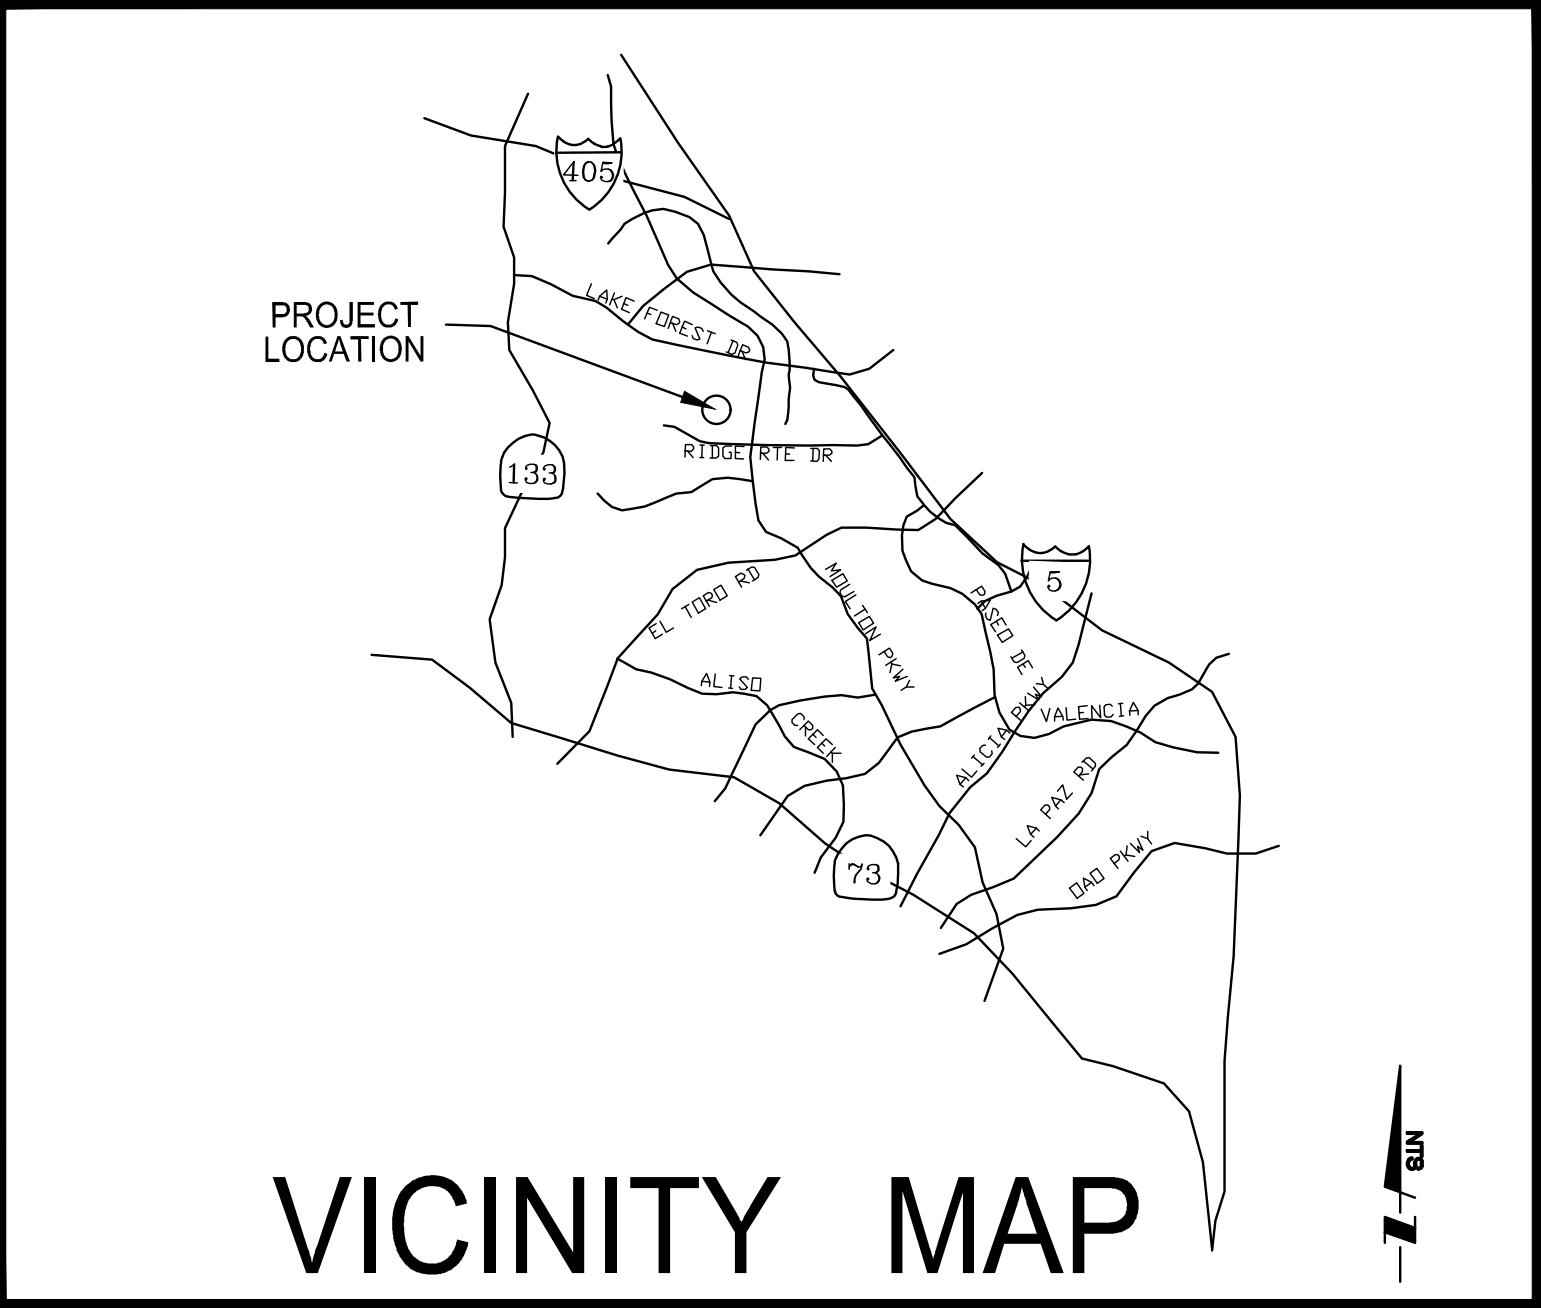 405
PROJECT
LOCATION
LAKE FOREST DR
RIDGE RTE DR
133
5
EL TORO RD
MOULTON PKWY
PASEO DE
ALISO
CREEK
ALICIA PKWY
VALENCIA
LA PAZ RD
OAO PKWY
73
NTS
VICINITY MAP